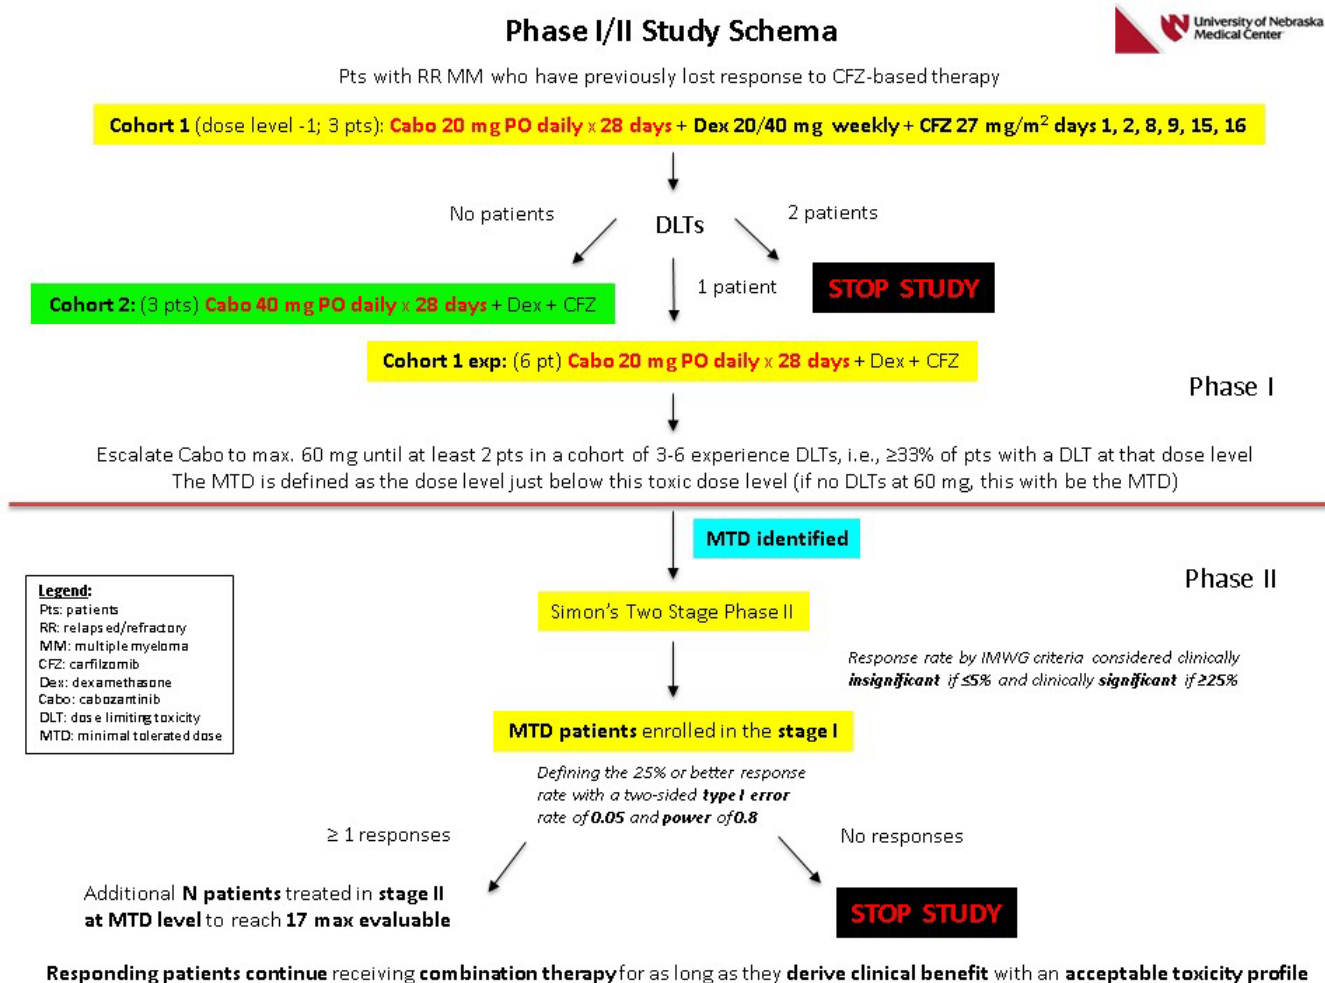 Phase I/II Study Schema
University of Nebraska
Medical Center
Pts with RR MM who have previously lost response to CFZ-based therapy
Cohort 1 (dose level -1; 3 pts): Cabo 20 mg PO daily x 28 days + Dex 20/40 mg weekly + CFZ 27 mg/m² days 1, 2, 8, 9, 15, 16
No patients
DLTs
2 patients
1 patient
STOP STUDY
Cohort 2: (3 pts) Cabo 40 mg PO daily x 28 days + Dex + CFZ
Cohort 1 exp: (6 pt) Cabo 20 mg PO daily x 28 days + Dex + CFZ
Phase I
Escalate Cabo to max. 60 mg until at least 2 pts in a cohort of 3-6 experience DLTs, i.e., ≥33% of pts with a DLT at that dose level
The MTD is defined as the dose level just below this toxic dose level (if no DLTs at 60 mg, this with be the MTD)
MTD identified
Phase II
Legend:
Pts: patients
RR: relapsed/refractory
MM: multiple myeloma
CFZ: carfilzomib
Dex: dexamethasone
Cabo: cabozantinib
DLT: dose limiting toxicity
MTD: minimal tolerated dose
Simon's Two Stage Phase II
Response rate by IMWG criteria considered clinically
insignificant if ≤5% and clinically significant if ≥25%
MTD patients enrolled in the stage I
Defining the 25% or better response
rate with a two-sided type I error
rate of 0.05 and power of 0.8
≥ 1 responses
No responses
Additional N patients treated in stage II
at MTD level to reach 17 max evaluable
STOP STUDY
Responding patients continue receiving combination therapy for as long as they derive clinical benefit with an acceptable toxicity profile